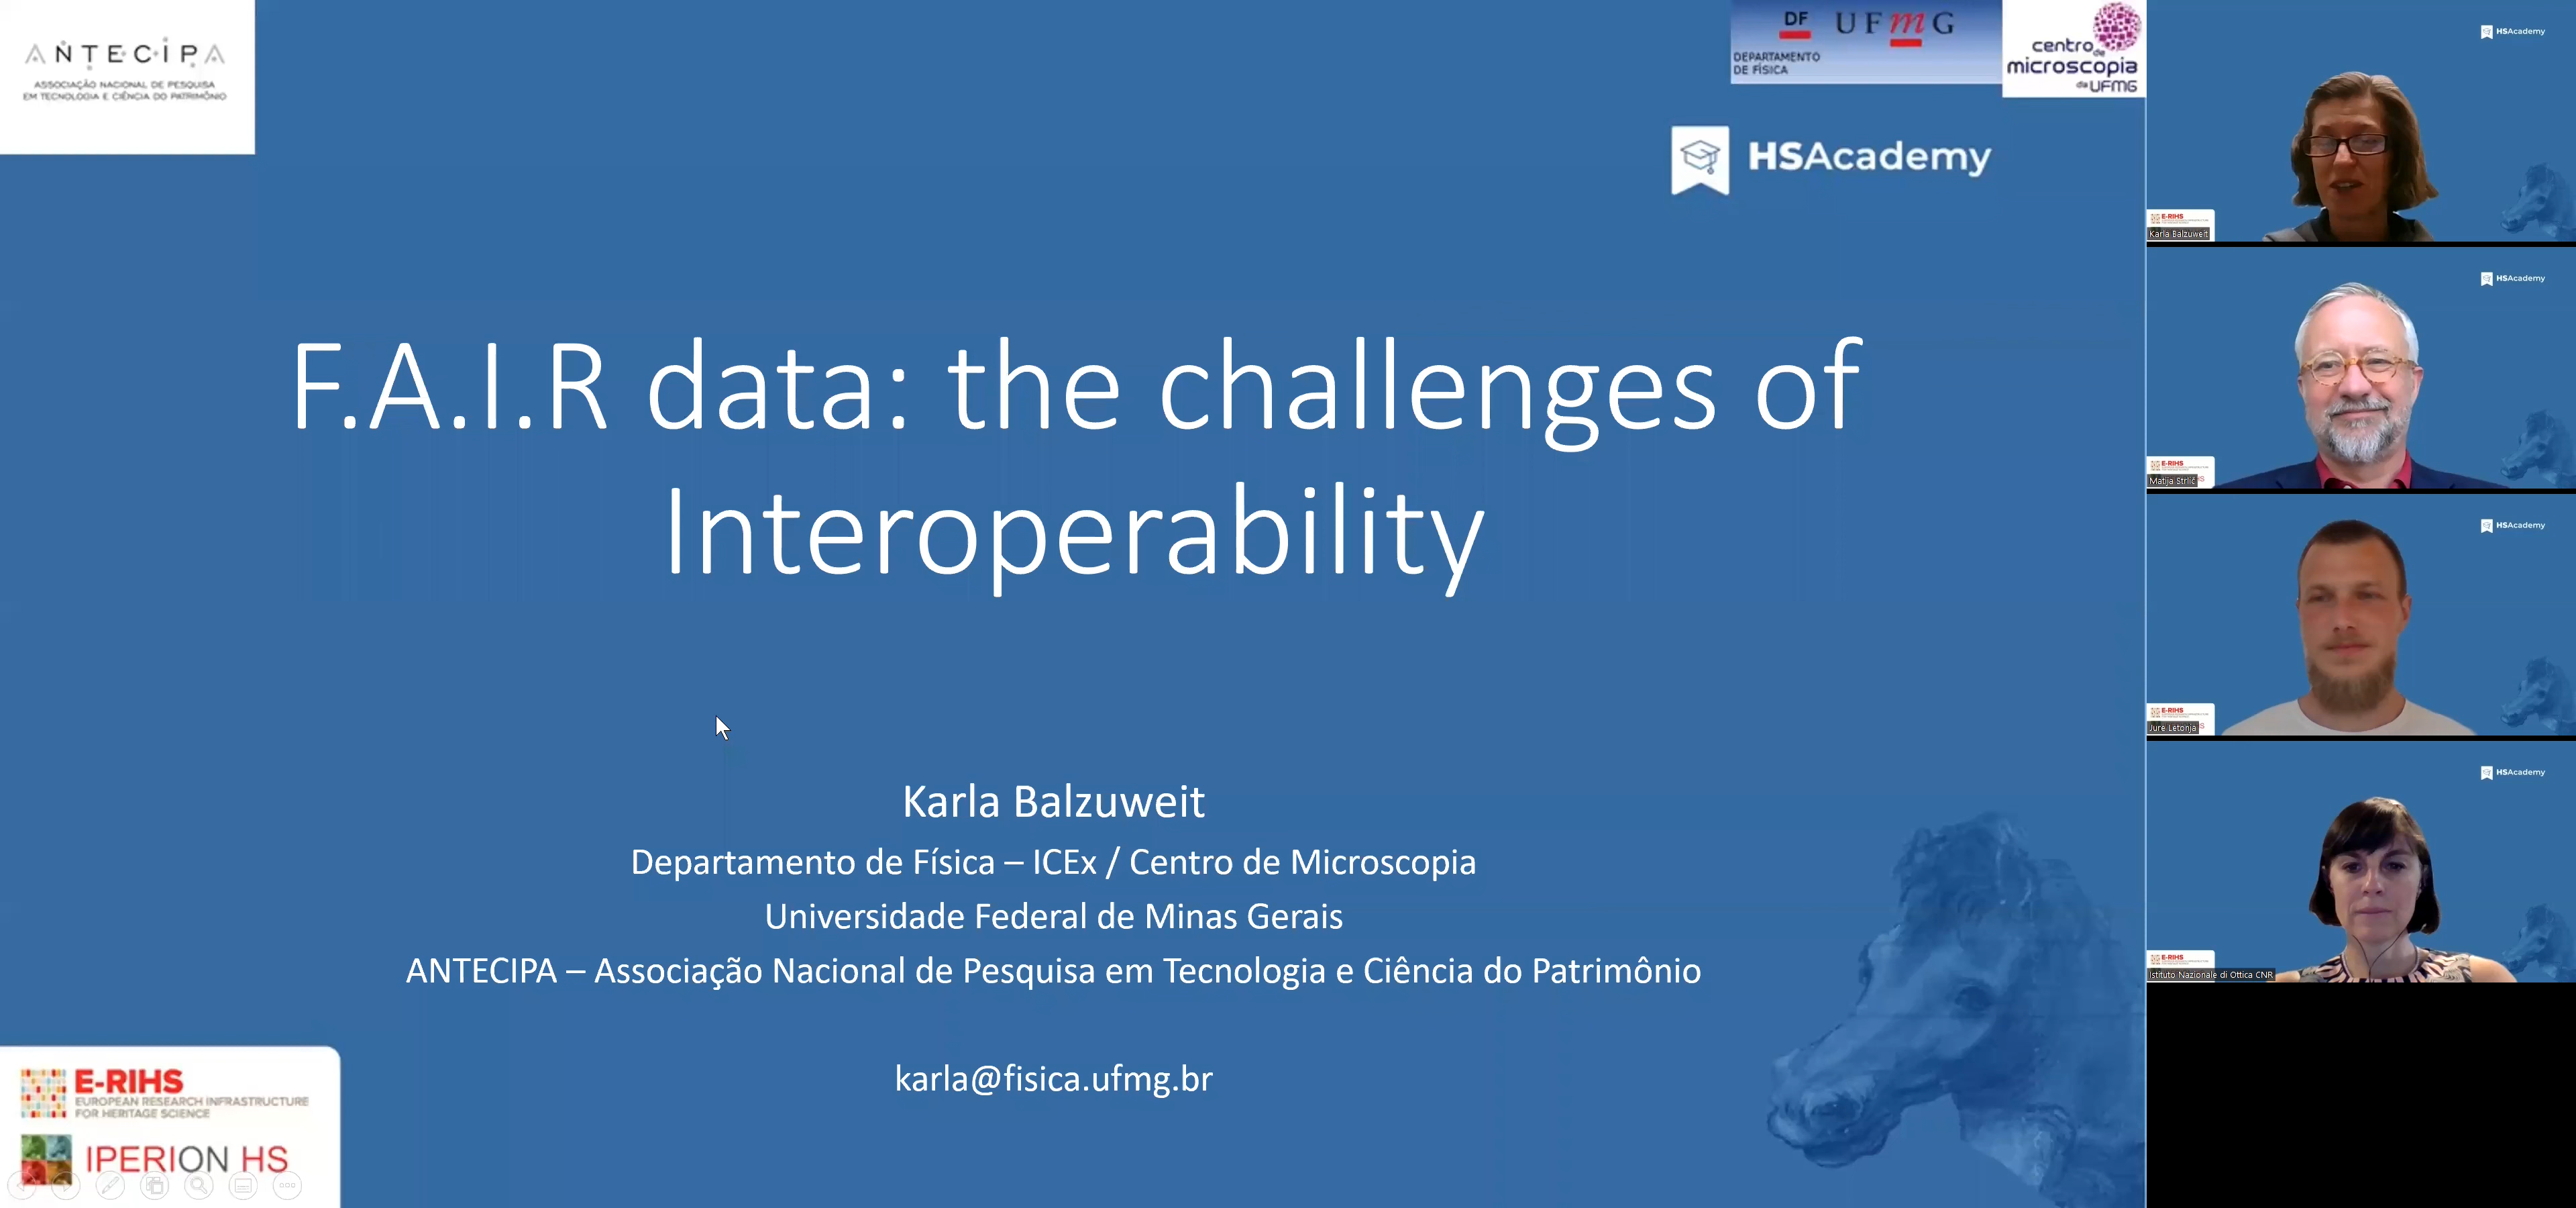 ANTECIPA
ASSOCIAÇÃO NACIONAL DE PESQUISA
EM TECNOLOGIA E CIÊNCIA DO PATRIMÔNIO
DF UFmG
DEPARTAMENTO
DE FÍSICA
centro de
microscopia
da UFMG
HSAcademy
F.A.I.R data: the challenges of
Interoperability
Karla Balzuweit
Departamento de Física – ICEx / Centro de Microscopia
Universidade Federal de Minas Gerais
ANTECIPA – Associação Nacional de Pesquisa em Tecnologia e Ciência do Patrimônio
karla@fisica.ufmg.br
E-RIHS
EUROPEAN RESEARCH INFRASTRUCTURE
FOR HERITAGE SCIENCE
IPERION HS
HSAcademy
E-RIHS
Karla Balzuweit
HSAcademy
E-RIHS
Matija Strlič
HSAcademy
E-RIHS
Jure Letonja
HSAcademy
E-RIHS
Istituto Nazionale di Ottica CNR